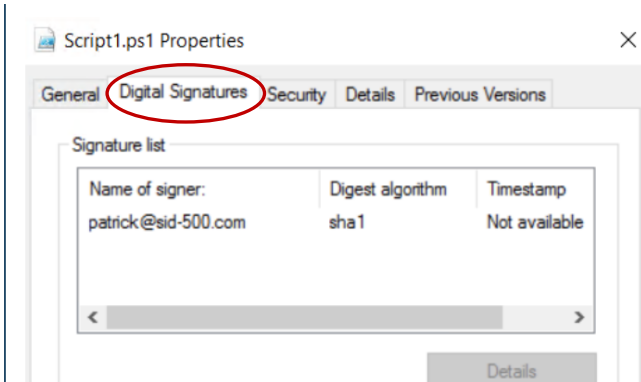 Script1.ps1 Properties
General Digital Signatures Security Details Previous Versions
Signature list
Name of signer: Digest algorithm Timestamp
patrick@sid-500.com sha1 Not available
Details